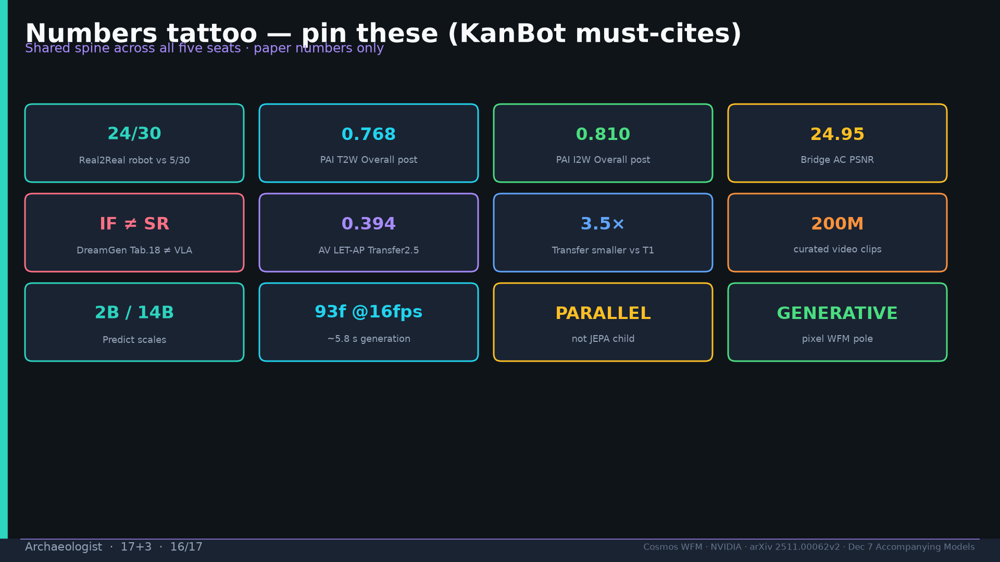 Numbers tattoo — pin these (KanBot must-cites)
Shared spine across all five seats · paper numbers only
24/30
Real2Real robot vs 5/30
0.768
PAI T2W Overall post
0.810
PAI I2W Overall post
24.95
Bridge AC PSNR
IF ≠ SR
DreamGen Tab.18 ≠ VLA
0.394
AV LET-AP Transfer2.5
3.5×
Transfer smaller vs T1
200M
curated video clips
2B / 14B
Predict scales
93f @16fps
~5.8 s generation
PARALLEL
not JEPA child
GENERATIVE
pixel WFM pole
Archaeologist · 17+3 · 16/17
Cosmos WFM · NVIDIA · arXiv 2511.00062v2 · Dec 7 Accompanying Models